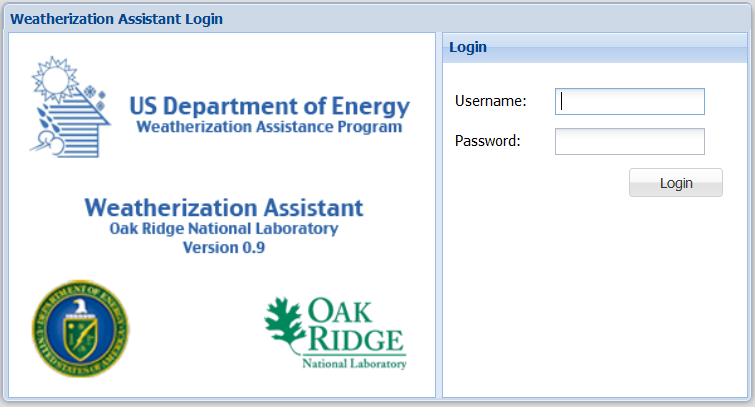 Weatherization Assistant Login
US Department of Energy
Weatherization Assistance Program
Weatherization Assistant
Oak Ridge National Laboratory
Version 0.9
DEPARTMENT OF ENERGY
UNITED STATES OF AMERICA
OAK
RIDGE
National Laboratory
Login
Username:
Password:
Login